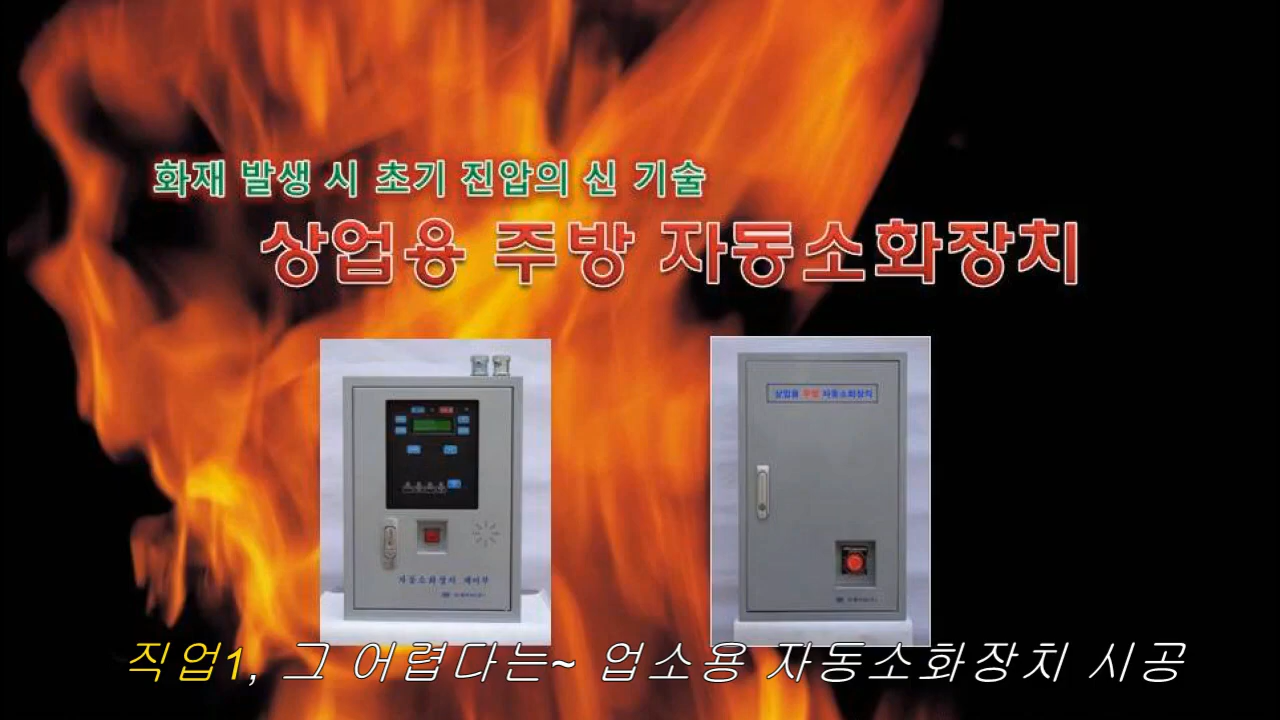 화재 발생 시 초기 진압의 신 기술
상업용 주방 자동소화장치
상업용 주방 자동소화장치
자동소화장치 제어부
직업1, 그 어렵다는~ 업소용 자동소화장치 시공